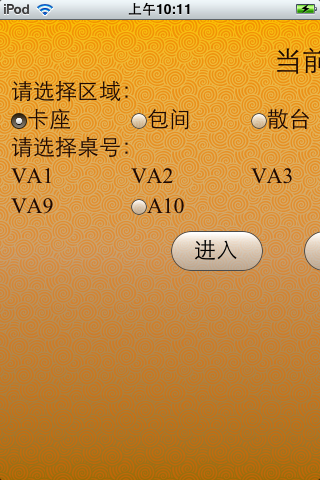 iPod 上午10:11
当前
请选择区域：
卡座 包间 散台
请选择桌号：
VA1 VA2 VA3
VA9 A10
进入